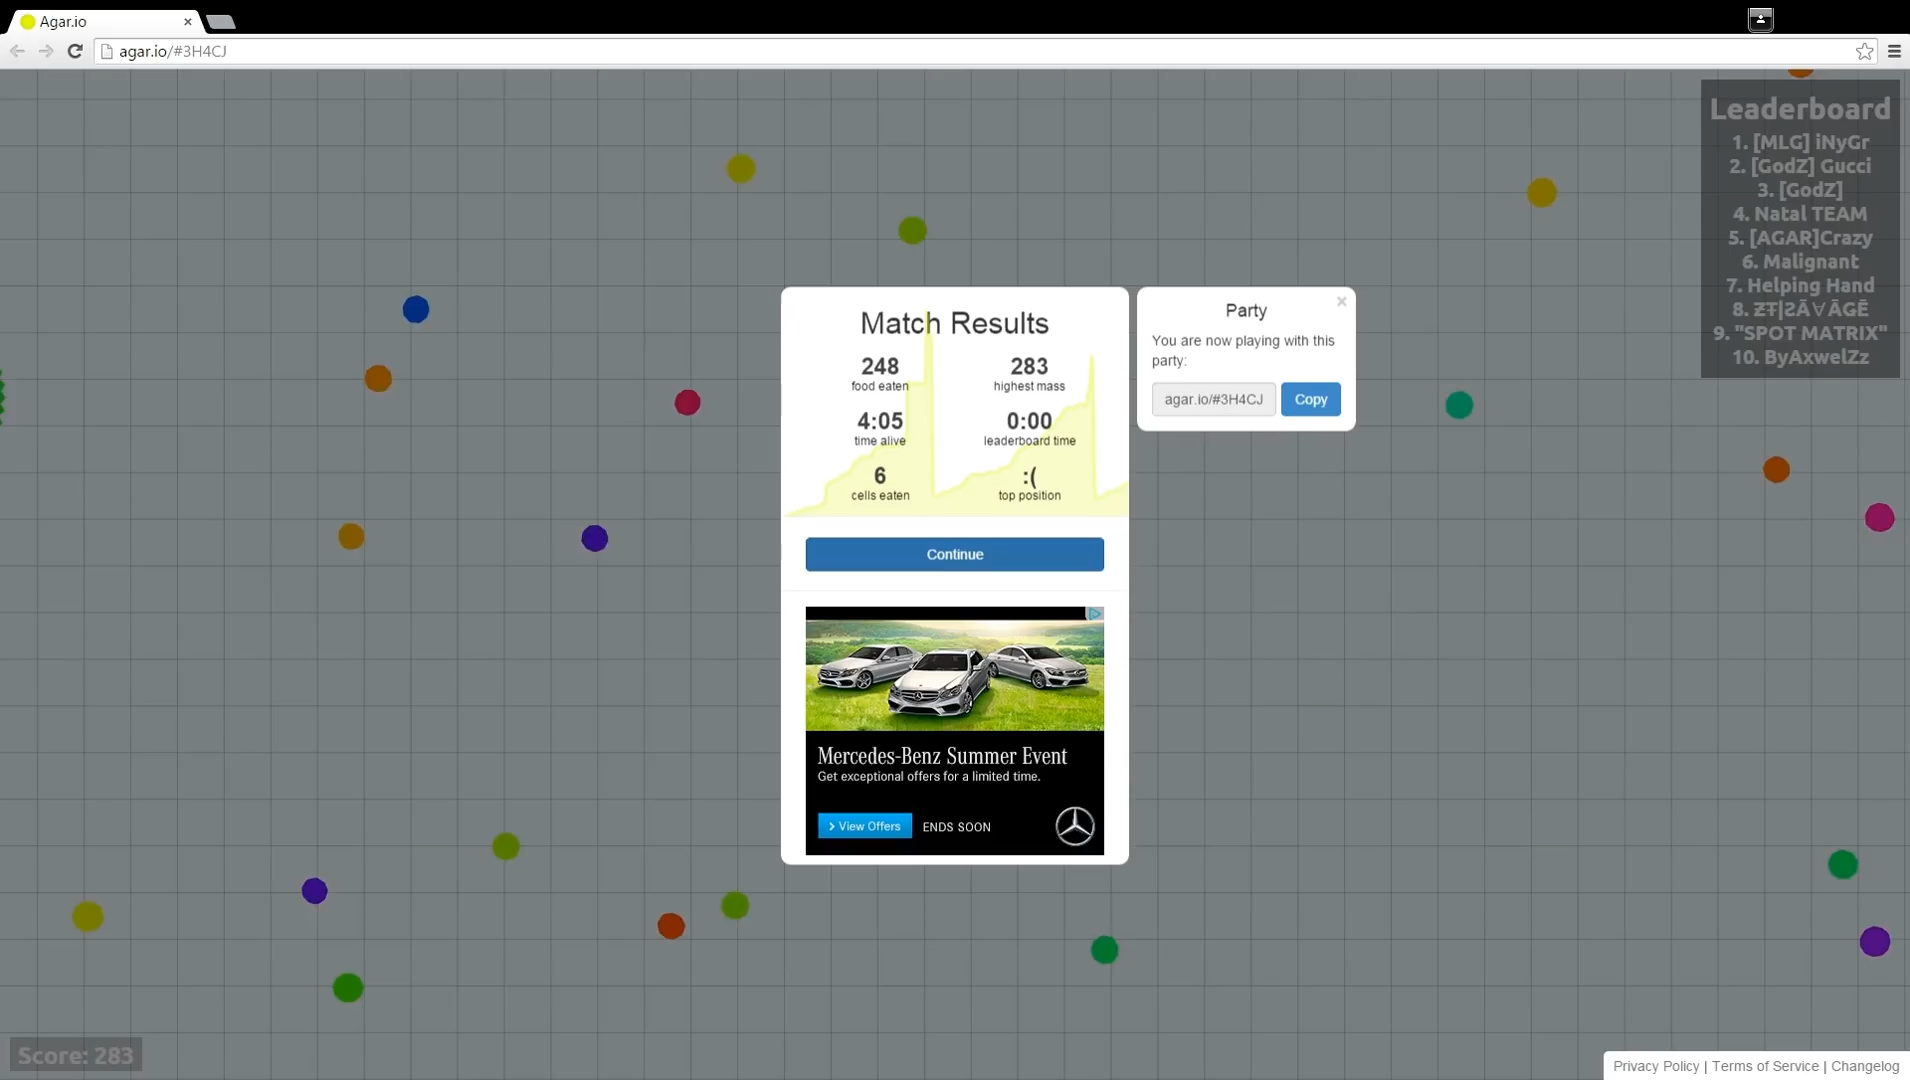 Agar.io
agar.io/#3H4CJ
Leaderboard
1. [MLG] iNyGr
2. [GodZ] Gucci
3. [GodZ]
4. Natal TEAM
5. [AGAR]Crazy
6. Malignant
7. Helping Hand
8. ƵŦ|ƧĀ∀ĀGĒ
9. "SPOT MATRIX"
10. ByAxwelZz
Match Results
248
food eaten
283
highest mass
4:05
time alive
0:00
leaderboard time
6
cells eaten
:(
top position
Continue
Party
You are now playing with this
party:
agar.io/#3H4CJ
Copy
Mercedes-Benz Summer Event
Get exceptional offers for a limited time.
View Offers
ENDS SOON
Score: 283
Privacy Policy | Terms of Service | Changelog